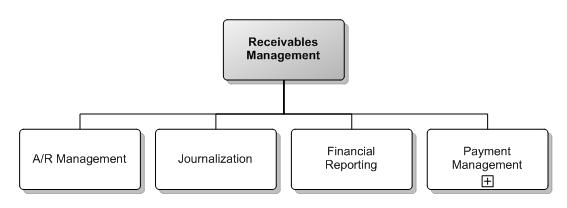 Receivables
Management
A/R Management
Journalization
Financial
Reporting
Payment
Management